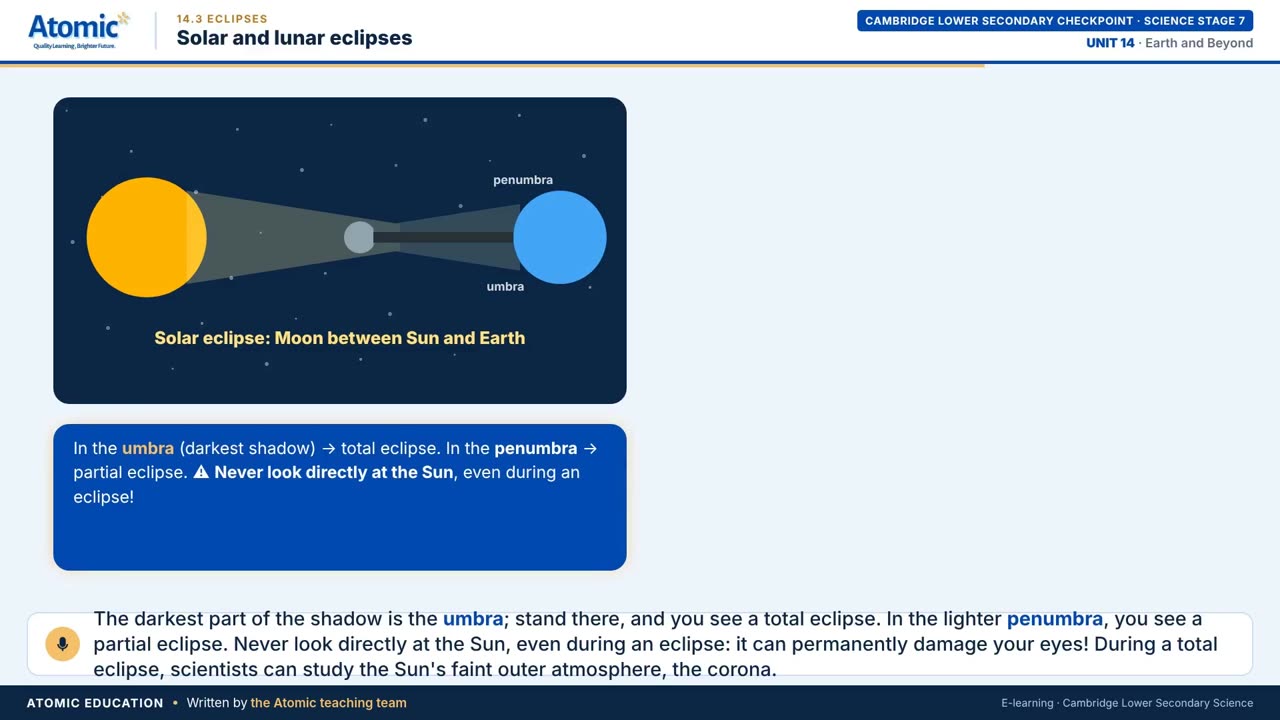 Atomic
Quality Learning, Brighter Future.
14.3 ECLIPSES
Solar and lunar eclipses
CAMBRIDGE LOWER SECONDARY CHECKPOINT · SCIENCE STAGE 7
UNIT 14 · Earth and Beyond
penumbra
umbra
Solar eclipse: Moon between Sun and Earth
In the umbra (darkest shadow) → total eclipse. In the penumbra →
partial eclipse. ⚠ Never look directly at the Sun, even during an
eclipse!
The darkest part of the shadow is the umbra; stand there, and you see a total eclipse. In the lighter penumbra, you see a
partial eclipse. Never look directly at the Sun, even during an eclipse: it can permanently damage your eyes! During a total
eclipse, scientists can study the Sun's faint outer atmosphere, the corona.
ATOMIC EDUCATION • Written by the Atomic teaching team
E-learning · Cambridge Lower Secondary Science